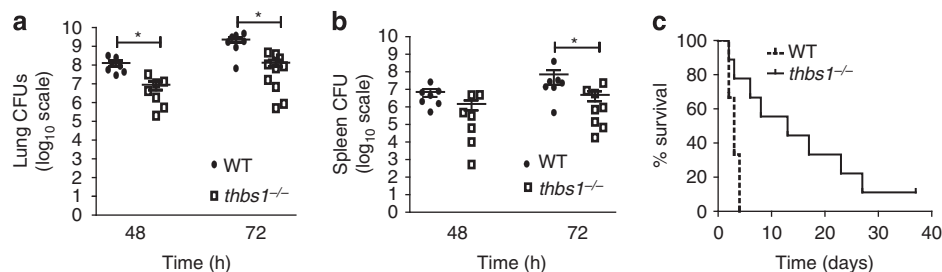 a
Lung CFUs
(log10 scale)
10
9
8
7
6
5
4
3
2
1
0
*
*
WT
thbs1−/−
48
72
Time (h)
b
Spleen CFU
(log10 scale)
10
9
8
7
6
5
4
3
2
1
0
*
WT
thbs1−/−
48
72
Time (h)
c
% survival
100
80
60
40
20
0
WT
thbs1−/−
0
10
20
30
40
Time (days)